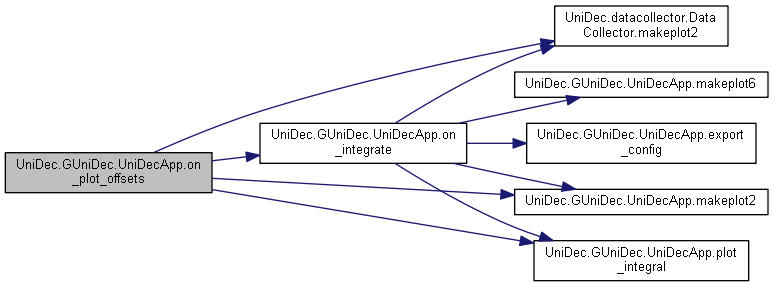 UniDec.datacollector.Data
Collector.makeplot2
UniDec.GUniDec.UniDecApp.makeplot6
UniDec.GUniDec.UniDecApp.on
_integrate
UniDec.GUniDec.UniDecApp.export
_config
UniDec.GUniDec.UniDecApp.on
_plot_offsets
UniDec.GUniDec.UniDecApp.makeplot2
UniDec.GUniDec.UniDecApp.plot
_integral